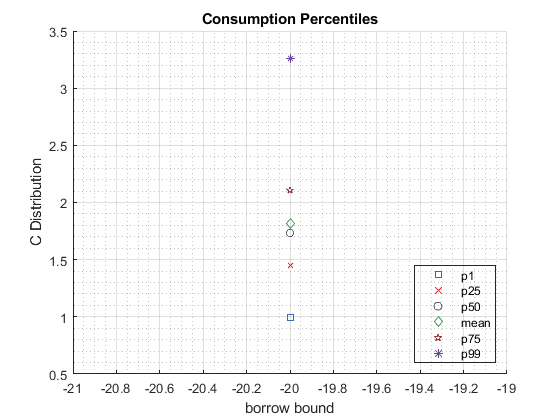 Consumption Percentiles
3.5
3
2.5
2
1.5
1
0.5
C Distribution
p1
p25
p50
mean
p75
p99
-21 -20.8 -20.6 -20.4 -20.2 -20 -19.8 -19.6 -19.4 -19.2 -19
borrow bound